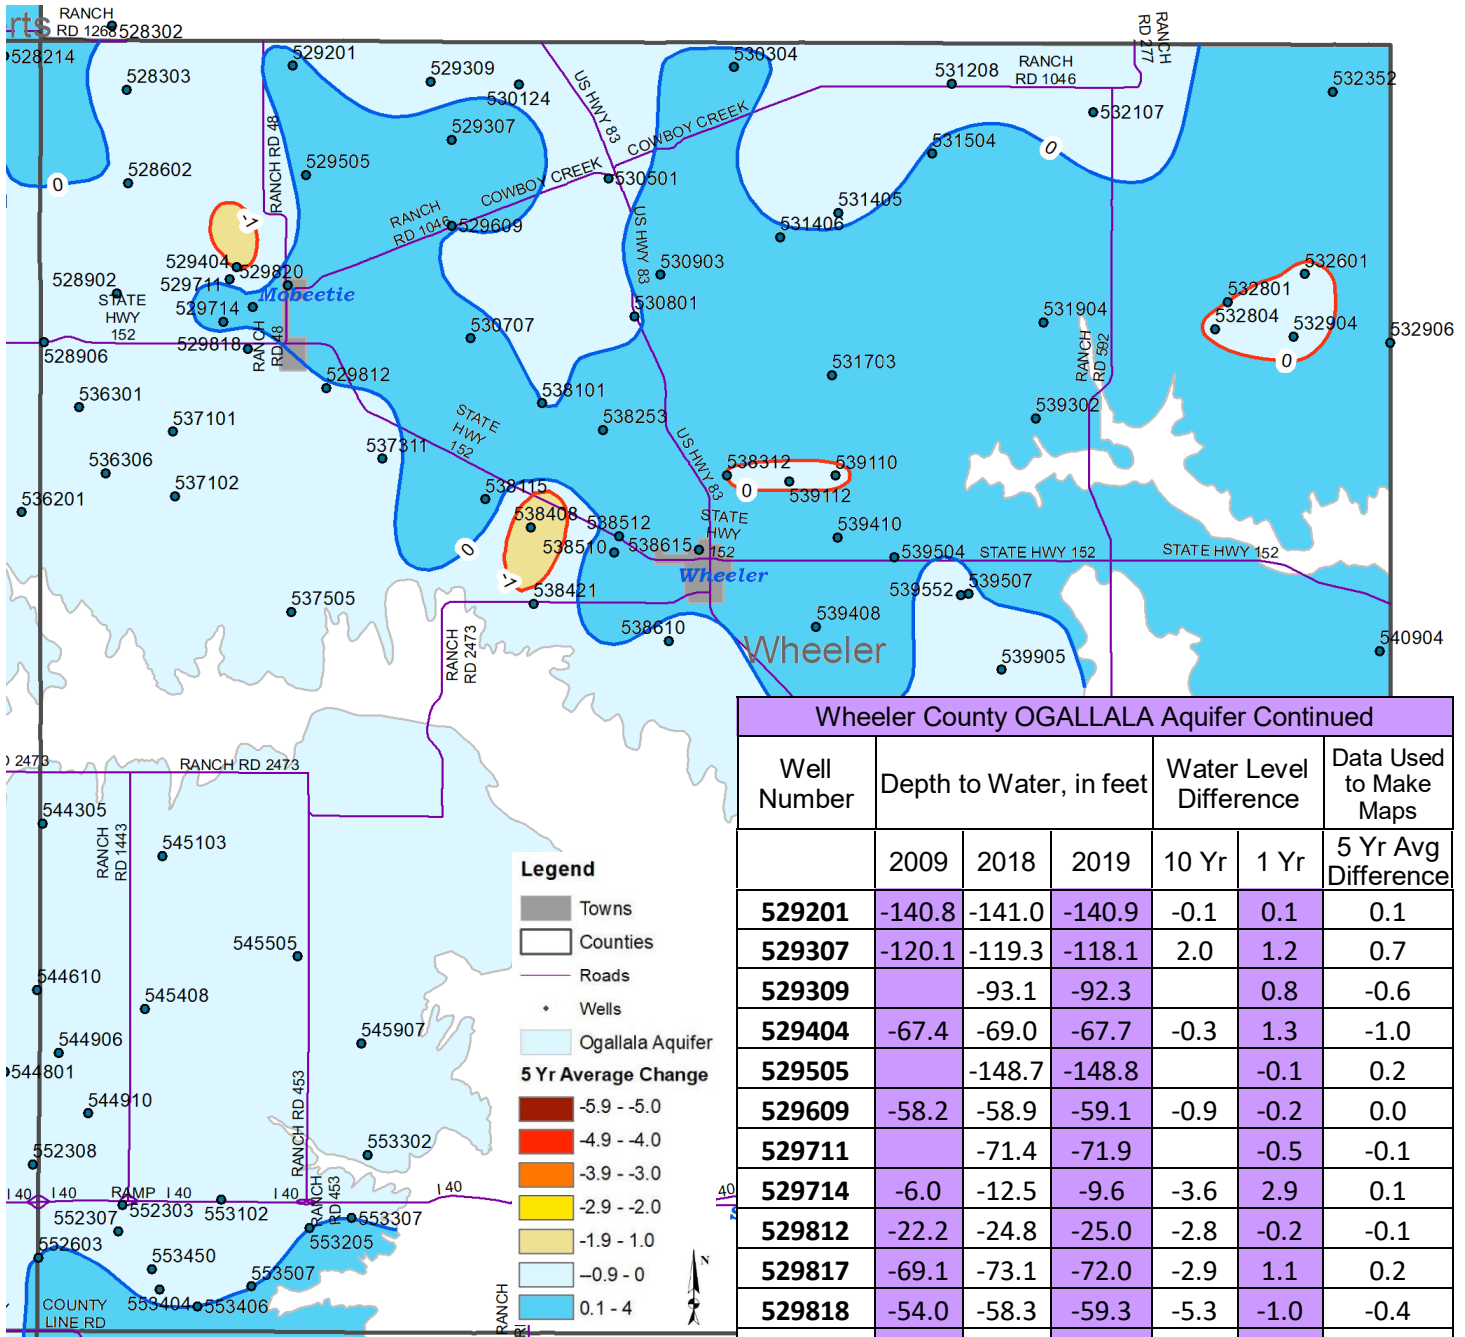 rts
RANCH
RD 1268
528302
528214
528303
529201
529309
530124
529307
US HWY 83
530304
RANCH
RD 1046
RANCH
RD 277
531208
532107
532352
COWBOY CREEK
528602
0
RANCH RD 48
529505
COWBOY CREEK
530501
531504
0
RANCH
RD 1046
529609
531405
531406
-1
US HWY 83
529404
529711
529820
528902
Mobeetie
530903
532601
532801
STATE
HWY
152
529714
530801
531904
532804
532904
532906
528906
529818
RANCH
RD 48
530707
RANCH
RD 592
0
529812
531703
536301
538101
539302
537101
STATE
HWY
152
538253
537311
US HWY 83
536306
538312
539110
0
539112
537102
538115
536201
538408
STATE
HWY
152
538512
539410
0
538510
538615
539504
STATE HWY 152
STATE HWY 152
-1
Wheeler
538421
539552
539507
537505
538610
539408
RANCH
RD 2473
Wheeler
539905
540904
D 2473
RANCH RD 2473
544305
RANCH
RD 1443
545103
545505
544610
545408
544906
545907
544801
544910
RANCH RD 453
552308
553302
I 40
I 40
RAMP
I 40
I 40
I 40
40
RANCH
RD 453
552303
553102
552307
553307
553205
552603
553450
553507
553404
553406
COUNTY
LINE RD
RANCH
Legend
Towns
Counties
Roads
Wells
Ogallala Aquifer
5 Yr Average Change
-5.9 - -5.0
-4.9 - -4.0
-3.9 - -3.0
-2.9 - -2.0
-1.9 - -1.0
--0.9 - 0
0.1 - 4
N
Wheeler County OGALLALA Aquifer Continued
Well Number | Depth to Water, in feet | Water Level Difference | Data Used to Make Maps
2009 2018 2019 10 Yr 1 Yr 5 Yr Avg Difference
529201 -140.8 -141.0 -140.9 -0.1 0.1 0.1
529307 -120.1 -119.3 -118.1 2.0 1.2 0.7
529309 -93.1 -92.3 0.8 -0.6
529404 -67.4 -69.0 -67.7 -0.3 1.3 -1.0
529505 -148.7 -148.8 -0.1 0.2
529609 -58.2 -58.9 -59.1 -0.9 -0.2 0.0
529711 -71.4 -71.9 -0.5 -0.1
529714 -6.0 -12.5 -9.6 -3.6 2.9 0.1
529812 -22.2 -24.8 -25.0 -2.8 -0.2 -0.1
529817 -69.1 -73.1 -72.0 -2.9 1.1 0.2
529818 -54.0 -58.3 -59.3 -5.3 -1.0 -0.4